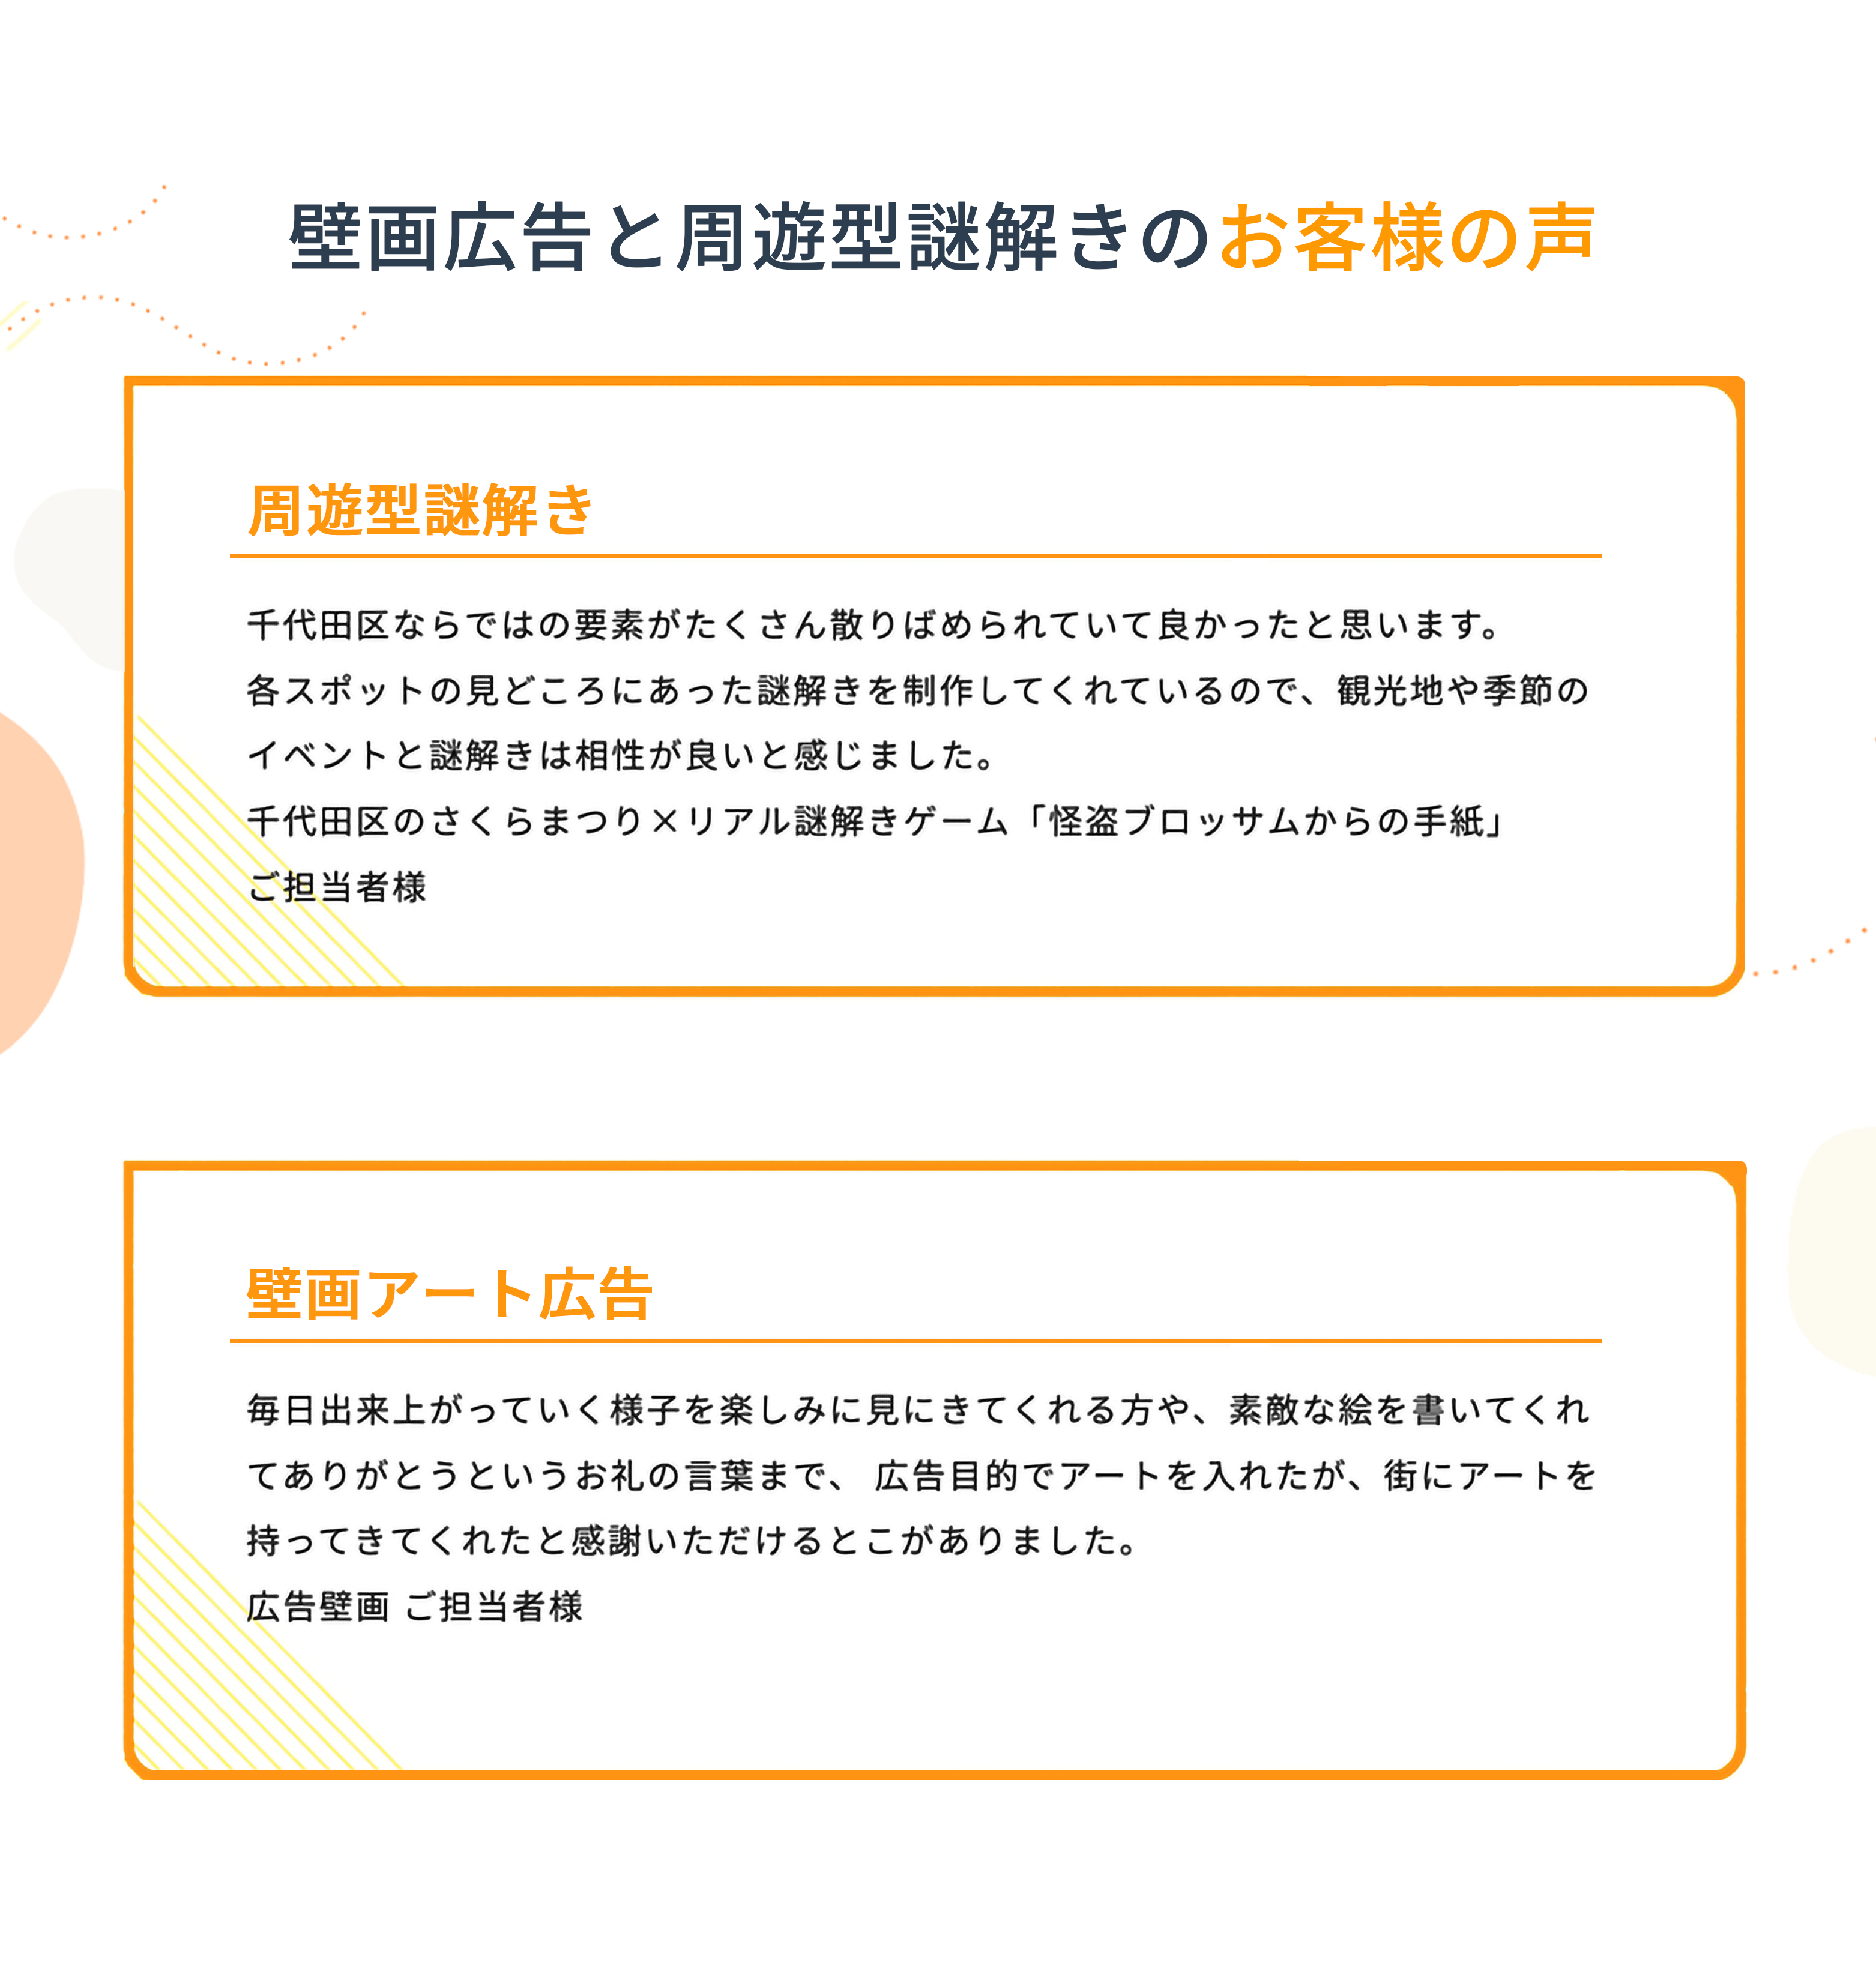 壁画広告と周遊型謎解きのお客様の声
周遊型謎解き
千代田区ならではの要素がたくさん散りばめられていて良かったと思います。
各スポットの見どころにあった謎解きを制作してくれているので、観光地や季節の
イベントと謎解きは相性が良いと感じました。
千代田区のさくらまつり×リアル謎解きゲーム「怪盗ブロッサムからの手紙」
ご担当者様
壁画アート広告
毎日出来上がっていく様子を楽しみに見にきてくれる方や、素敵な絵を書いてくれ
てありがとうというお礼の言葉まで、 広告目的でアートを入れたが、街にアートを
持ってきてくれたと感謝いただけるとこがありました。
広告壁画 ご担当者様